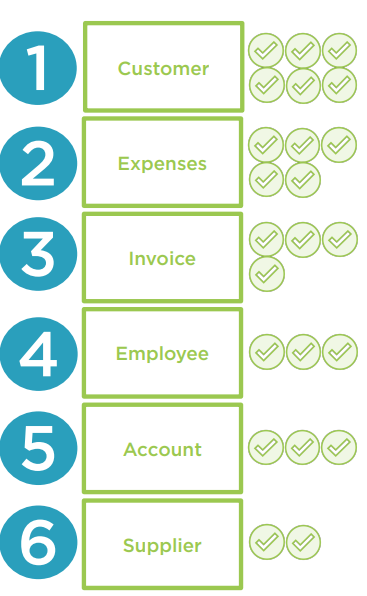 1 Customer
2 Expenses
3 Invoice
4 Employee
5 Account
6 Supplier